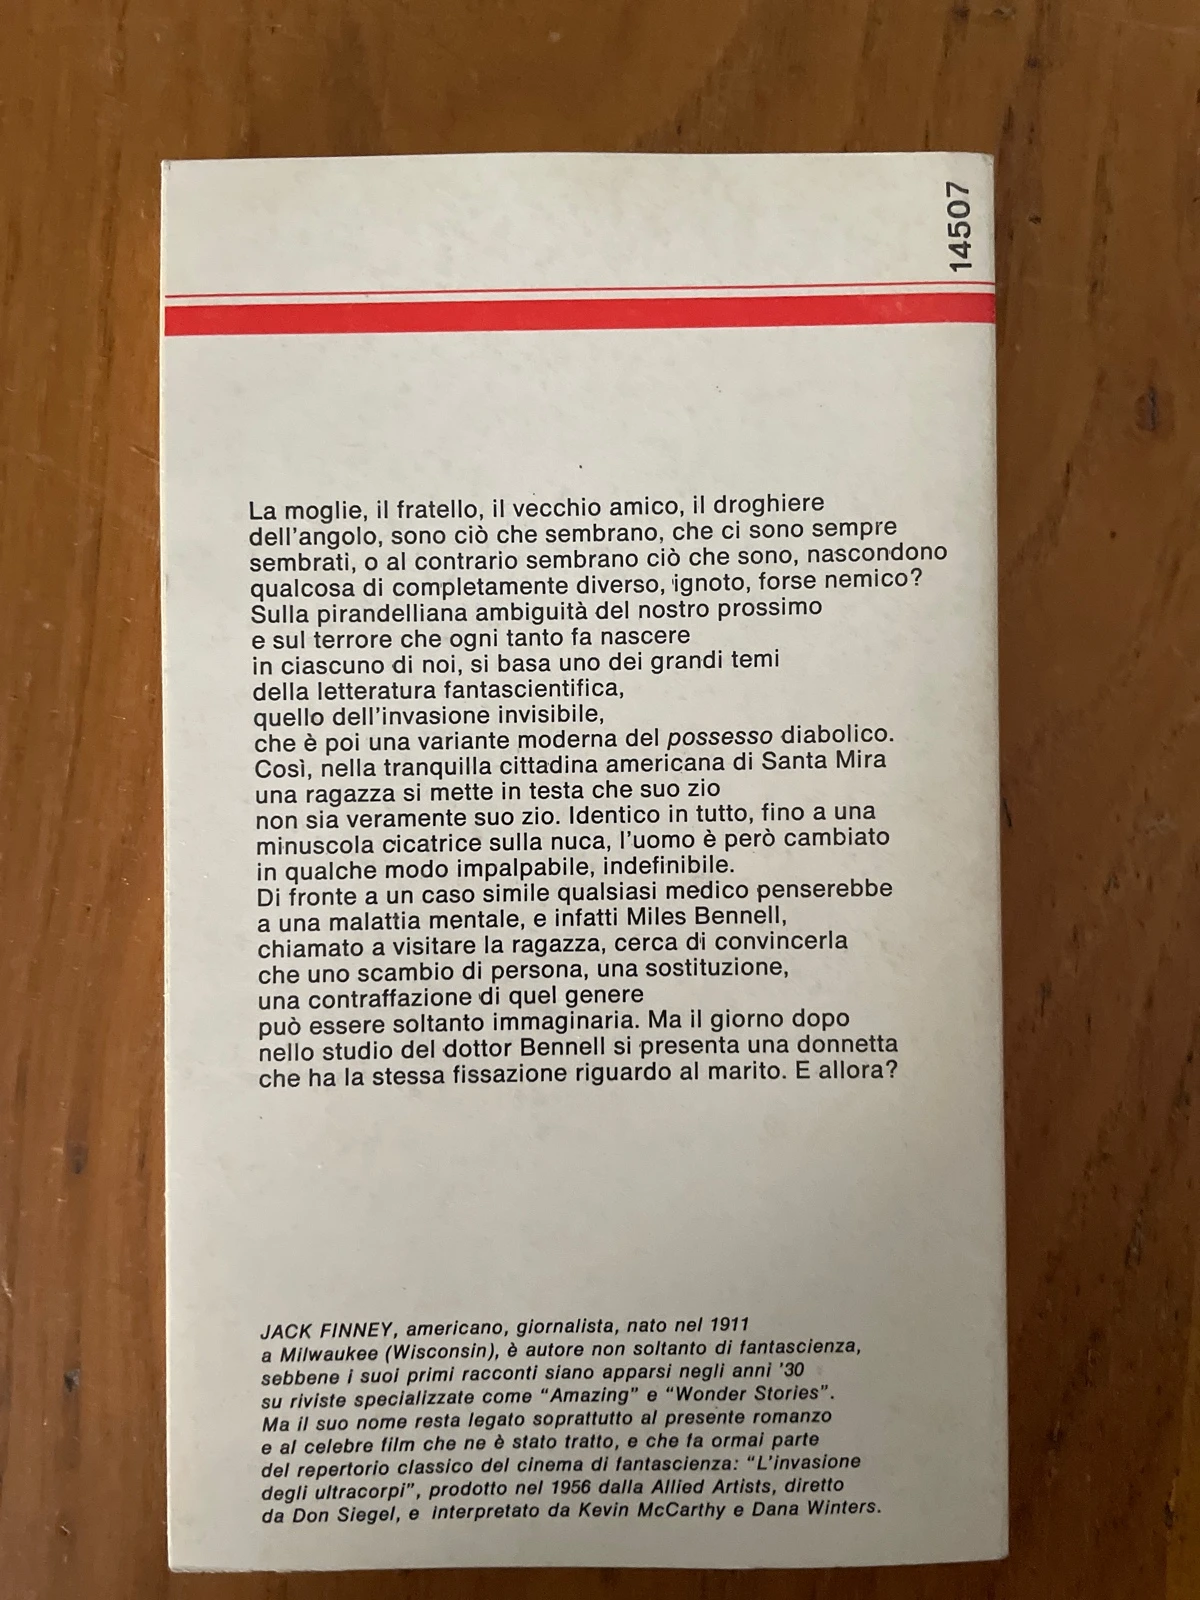 14507
La moglie, il fratello, il vecchio amico, il droghiere
dell'angolo, sono ciò che sembrano, che ci sono sempre
sembrati, o al contrario sembrano ciò che sono, nascondono
qualcosa di completamente diverso, ignoto, forse nemico?
Sulla pirandelliana ambiguità del nostro prossimo
e sul terrore che ogni tanto fa nascere
in ciascuno di noi, si basa uno dei grandi temi
della letteratura fantascientifica,
quello dell'invasione invisibile,
che è poi una variante moderna del possesso diabolico.
Così, nella tranquilla cittadina americana di Santa Mira
una ragazza si mette in testa che suo zio
non sia veramente suo zio. Identico in tutto, fino a una
minuscola cicatrice sulla nuca, l'uomo è però cambiato
in qualche modo impalpabile, indefinibile.
Di fronte a un caso simile qualsiasi medico penserebbe
a una malattia mentale, e infatti Miles Bennell,
chiamato a visitare la ragazza, cerca di convincerla
che uno scambio di persona, una sostituzione,
una contraffazione di quel genere
può essere soltanto immaginaria. Ma il giorno dopo
nello studio del dottor Bennell si presenta una donnetta
che ha la stessa fissazione riguardo al marito. E allora?
JACK FINNEY, americano, giornalista, nato nel 1911
a Milwaukee (Wisconsin), è autore non soltanto di fantascienza,
sebbene i suoi primi racconti siano apparsi negli anni '30
su riviste specializzate come "Amazing" e "Wonder Stories".
Ma il suo nome resta legato soprattutto al presente romanzo
e al celebre film che ne è stato tratto, e che fa ormai parte
del repertorio classico del cinema di fantascienza: "L'invasione
degli ultracorpi", prodotto nel 1956 dalla Allied Artists, diretto
da Don Siegel, e interpretato da Kevin McCarthy e Dana Winters.